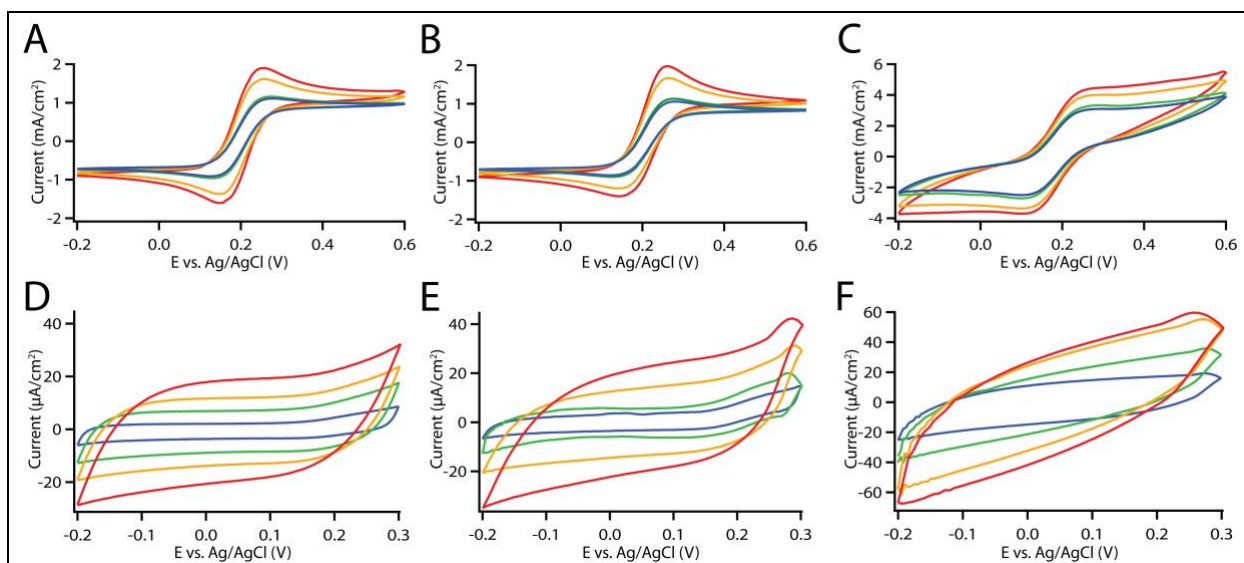 A
B
C
Current (mA/cm²)
2
1
0
-1
-2
-0.2 0.0 0.2 0.4 0.6
E vs. Ag/AgCl (V)
Current (mA/cm²)
2
1
0
-1
-2
-0.2 0.0 0.2 0.4 0.6
E vs. Ag/AgCl (V)
Current (mA/cm²)
6
4
2
0
-2
-4
-0.2 0.0 0.2 0.4 0.6
E vs. Ag/AgCl (V)
D
E
F
Current (µA/cm²)
40
20
0
-20
-0.2 -0.1 0.0 0.1 0.2 0.3
E vs. Ag/AgCl (V)
Current (µA/cm²)
40
20
0
-20
-0.2 -0.1 0.0 0.1 0.2 0.3
E vs. Ag/AgCl (V)
Current (µA/cm²)
60
40
20
0
-20
-40
-60
-0.2 -0.1 0.0 0.1 0.2 0.3
E vs. Ag/AgCl (V)